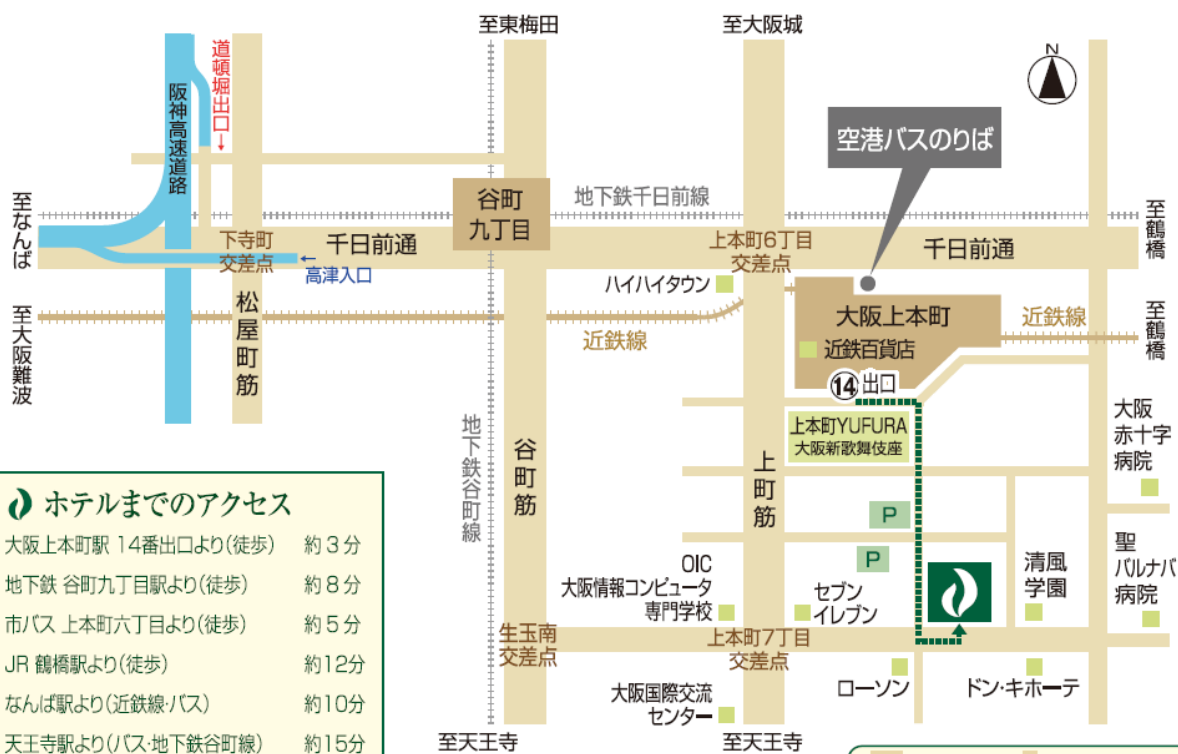 至東梅田
至大阪城
N
道頓堀出口↓
阪神高速道路
空港バスのりば
至なんば
谷町
九丁目
地下鉄千日前線
至鶴橋
下寺町
交差点
千日前通
上本町6丁目
交差点
千日前通
←
高津入口
ハイハイタウン
松屋町筋
至大阪難波
近鉄線
大阪上本町
近鉄百貨店
近鉄線
至鶴橋
⑭出口
上本町YUFURA
大阪新歌舞伎座
大阪
赤十字
病院
地下鉄谷町線
谷町筋
上町筋
P
P
OIC
大阪情報コンピュータ
専門学校
セブン
イレブン
清風
学園
聖
バルナバ
病院
生玉南
交差点
上本町7丁目
交差点
ローソン
ドン・キホーテ
大阪国際交流
センター
至天王寺
至天王寺
ホテルまでのアクセス
大阪上本町駅 14番出口より(徒歩) 約3分
地下鉄 谷町九丁目駅より(徒歩) 約8分
市バス 上本町六丁目より(徒歩) 約5分
JR 鶴橋駅より(徒歩) 約12分
なんば駅より(近鉄線・バス) 約10分
天王寺駅より(バス・地下鉄谷町線) 約15分